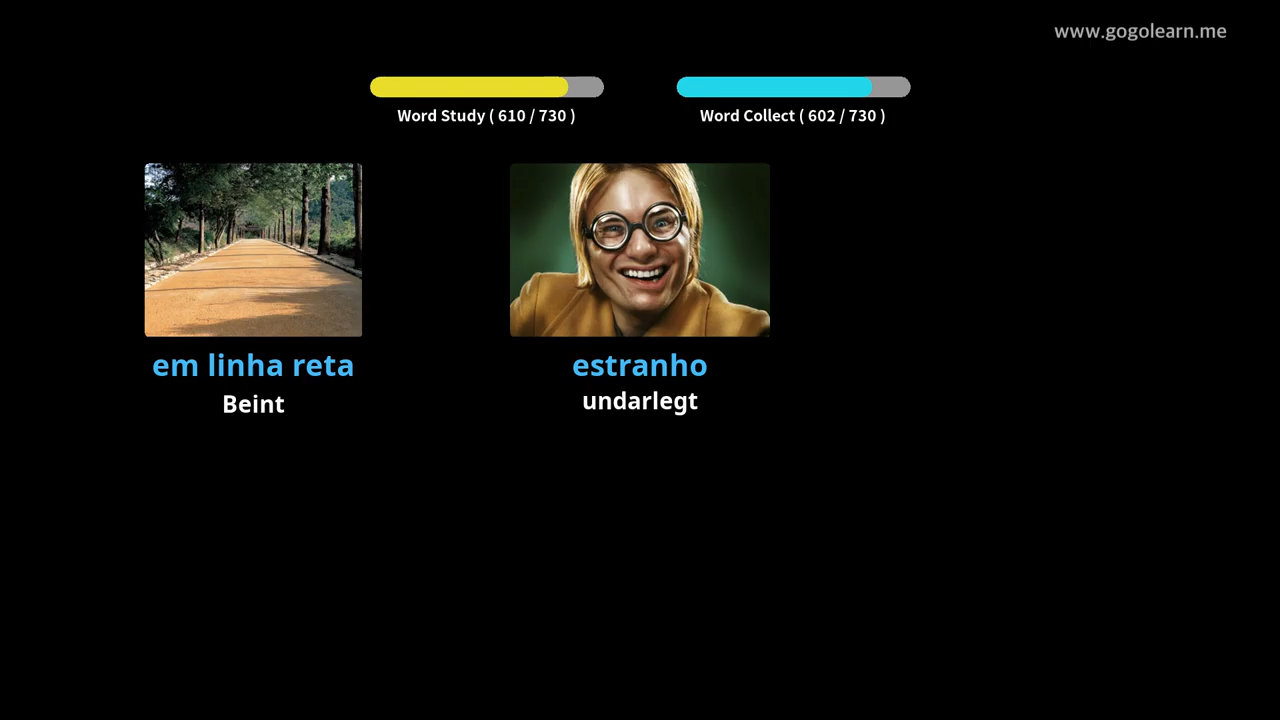 www.gogolearn.me
Word Study ( 610 / 730 )
Word Collect ( 602 / 730 )
em linha reta
Beint
estranho
undarlegt